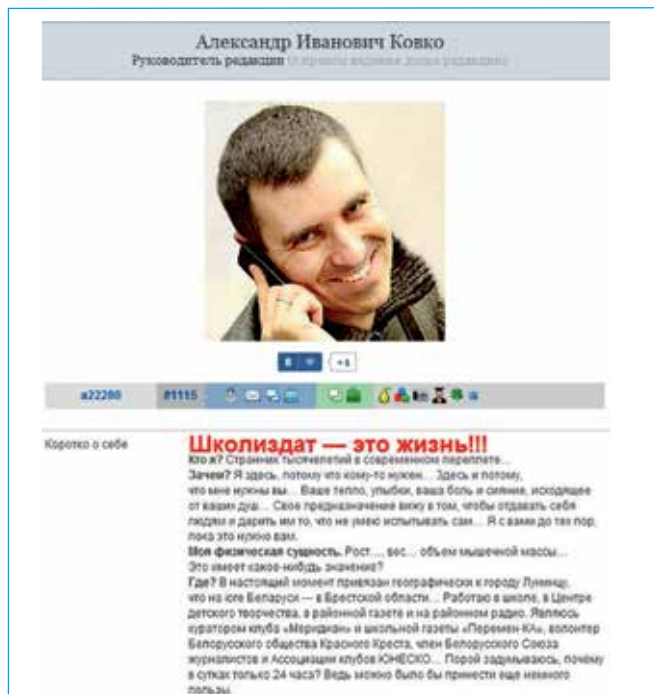 Александр Иванович Ковко
Руководитель редакции
в
+1
a22280 #1115
Коротко о себе
Школиздат — это жизнь!!!
Кто я? Странник тысячелетий в современном переплете...
Зачем? Я здесь, потому что кому-то нужен... Здесь и потому,
что мне нужны вы... Ваше тепло, улыбки, ваша боль и сияние, исходящее
от ваших душ... Свое предназначение вижу в том, чтобы отдавать себя
людям и дарить им то, что не умею испытывать сам... Я с вами до тех пор,
пока это нужно вам.
Моя физическая сущность. Рост..., вес... объем мышечной массы...
Это имеет какое-нибудь значение?
Где? В настоящий момент привязан географически к городу Лунинцу,
что на юге Беларуси — в Брестской области... Работаю в школе, в Центре
детского творчества, в районной газете и на районном радио. Являюсь
куратором клуба «Меридиан» и школьной газеты «Перемен-КА», волонтер
Белорусского общества Красного Креста, член Белорусского Союза
журналистов и Ассоциации клубов ЮНЕСКО... Порой задумываюсь, почему
в сутках только 24 часа? Ведь можно было бы принести еще немного
пользы.